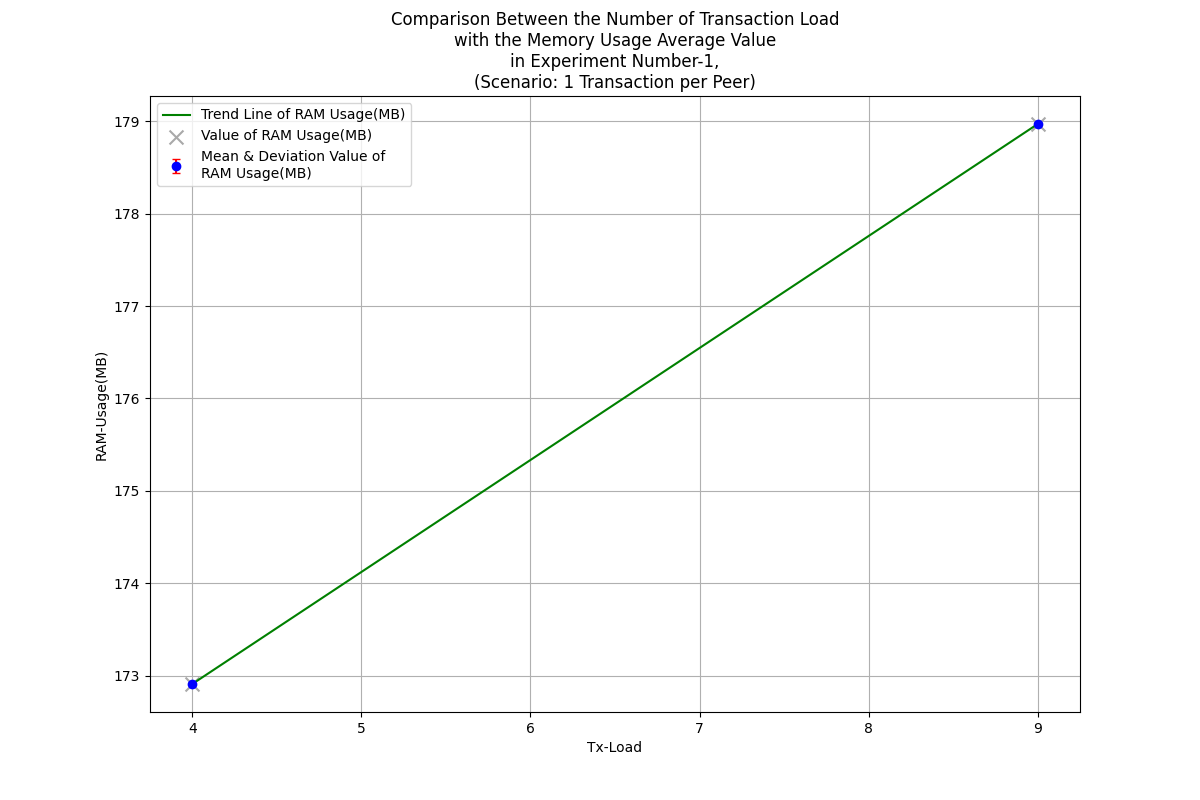 Comparison Between the Number of Transaction Load
with the Memory Usage Average Value
in Experiment Number-1,
(Scenario: 1 Transaction per Peer)
Trend Line of RAM Usage(MB)
Value of RAM Usage(MB)
Mean & Deviation Value of
RAM Usage(MB)
179
178
177
176
175
174
173
RAM-Usage(MB)
4 5 6 7 8 9
Tx-Load